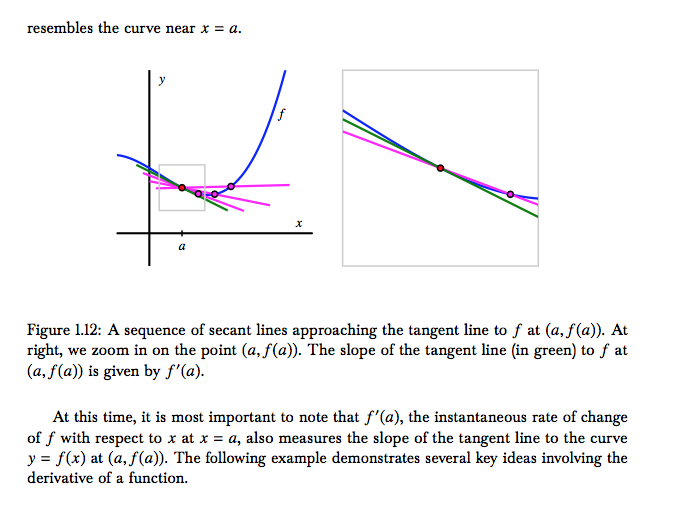 resembles the curve near x = a.
y
f
x
a
Figure 1.12: A sequence of secant lines approaching the tangent line to f at (a, f(a)). At
right, we zoom in on the point (a, f(a)). The slope of the tangent line (in green) to f at
(a, f(a)) is given by f′(a).
At this time, it is most important to note that f′(a), the instantaneous rate of change
of f with respect to x at x = a, also measures the slope of the tangent line to the curve
y = f(x) at (a, f(a)). The following example demonstrates several key ideas involving the
derivative of a function.